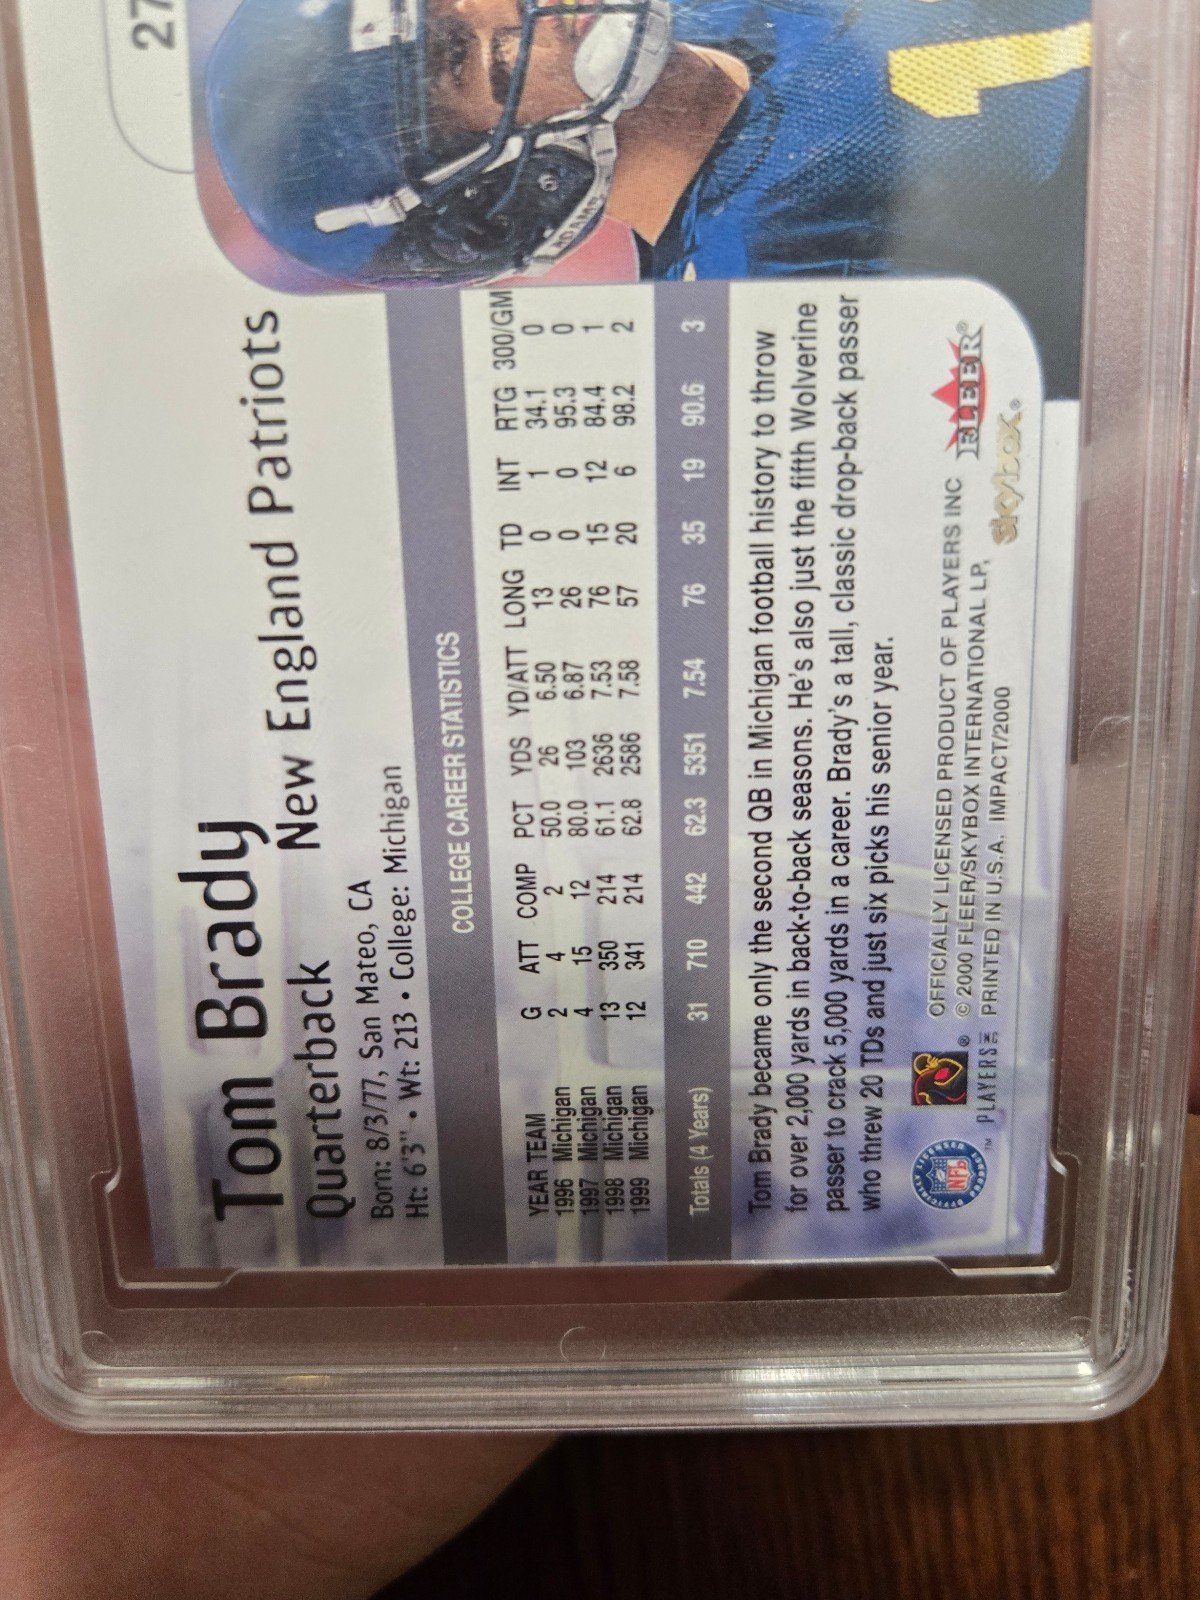 27
Tom Brady
Quarterback New England Patriots
Born: 8/3/77, San Mateo, CA
Ht: 6'3" • Wt: 213 • College: Michigan
COLLEGE CAREER STATISTICS
YEAR TEAM G ATT COMP PCT YDS YD/ATT LONG TD INT RTG 300/GM
1996 Michigan 2 4 2 50.0 26 6.50 13 0 1 34.1 0
1997 Michigan 4 15 12 80.0 103 6.87 26 0 0 95.3 0
1998 Michigan 13 350 214 61.1 2636 7.53 76 15 12 84.4 1
1999 Michigan 12 341 214 62.8 2586 7.58 57 20 6 98.2 2
Totals (4 Years) 31 710 442 62.3 5351 7.54 76 35 19 90.6 3
Tom Brady became only the second QB in Michigan football history to throw
for over 2,000 yards in back-to-back seasons. He's also just the fifth Wolverine
passer to crack 5,000 yards in a career. Brady's a tall, classic drop-back passer
who threw 20 TDs and just six picks his senior year.
OFFICIALLY LICENSED PRODUCT OF PLAYERS INC
© 2000 FLEER/SKYBOX INTERNATIONAL LP,
PRINTED IN U.S.A. IMPACT/2000
NFL
PLAYERS INC
FLEER®
Skybox®
ADAMS
1